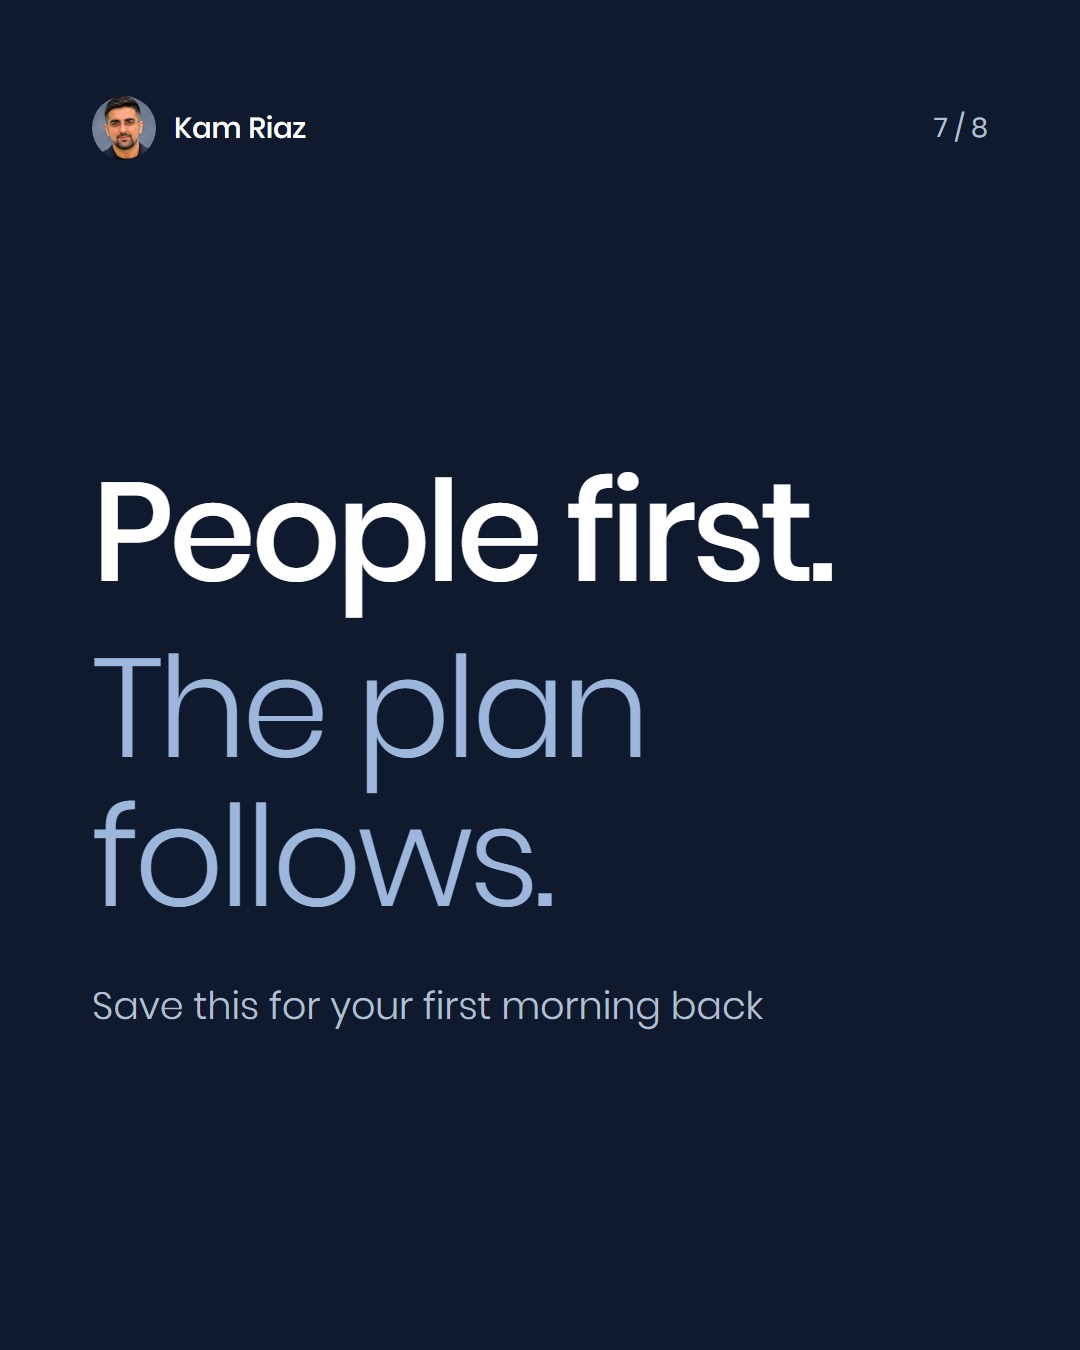 Kam Riaz
7 / 8
People first.
The plan
follows.
Save this for your first morning back